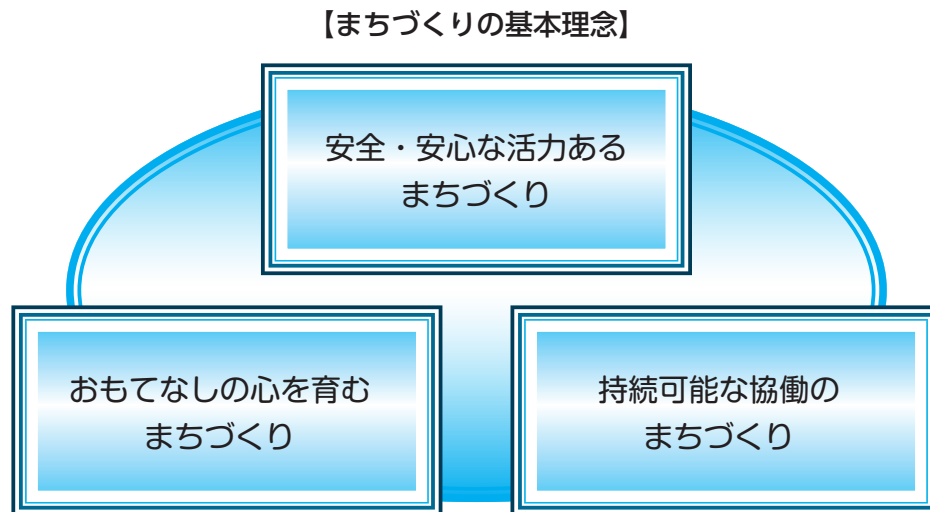 【まちづくりの基本理念】
安全・安心な活力ある
まちづくり
おもてなしの心を育む
まちづくり
持続可能な協働の
まちづくり